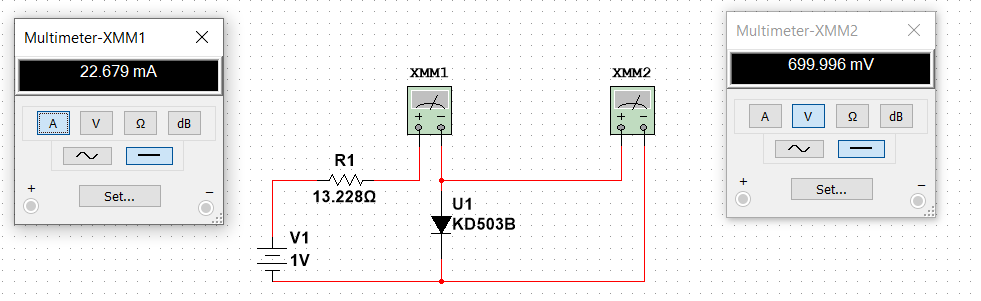 Multimeter-XMM1
22.679 mA
A V Ω dB
+ −
Set...
XMM1
+ −
XMM2
+ −
R1
13.228Ω
U1
KD503B
V1
1V
Multimeter-XMM2
699.996 mV
A V Ω dB
+ −
Set...